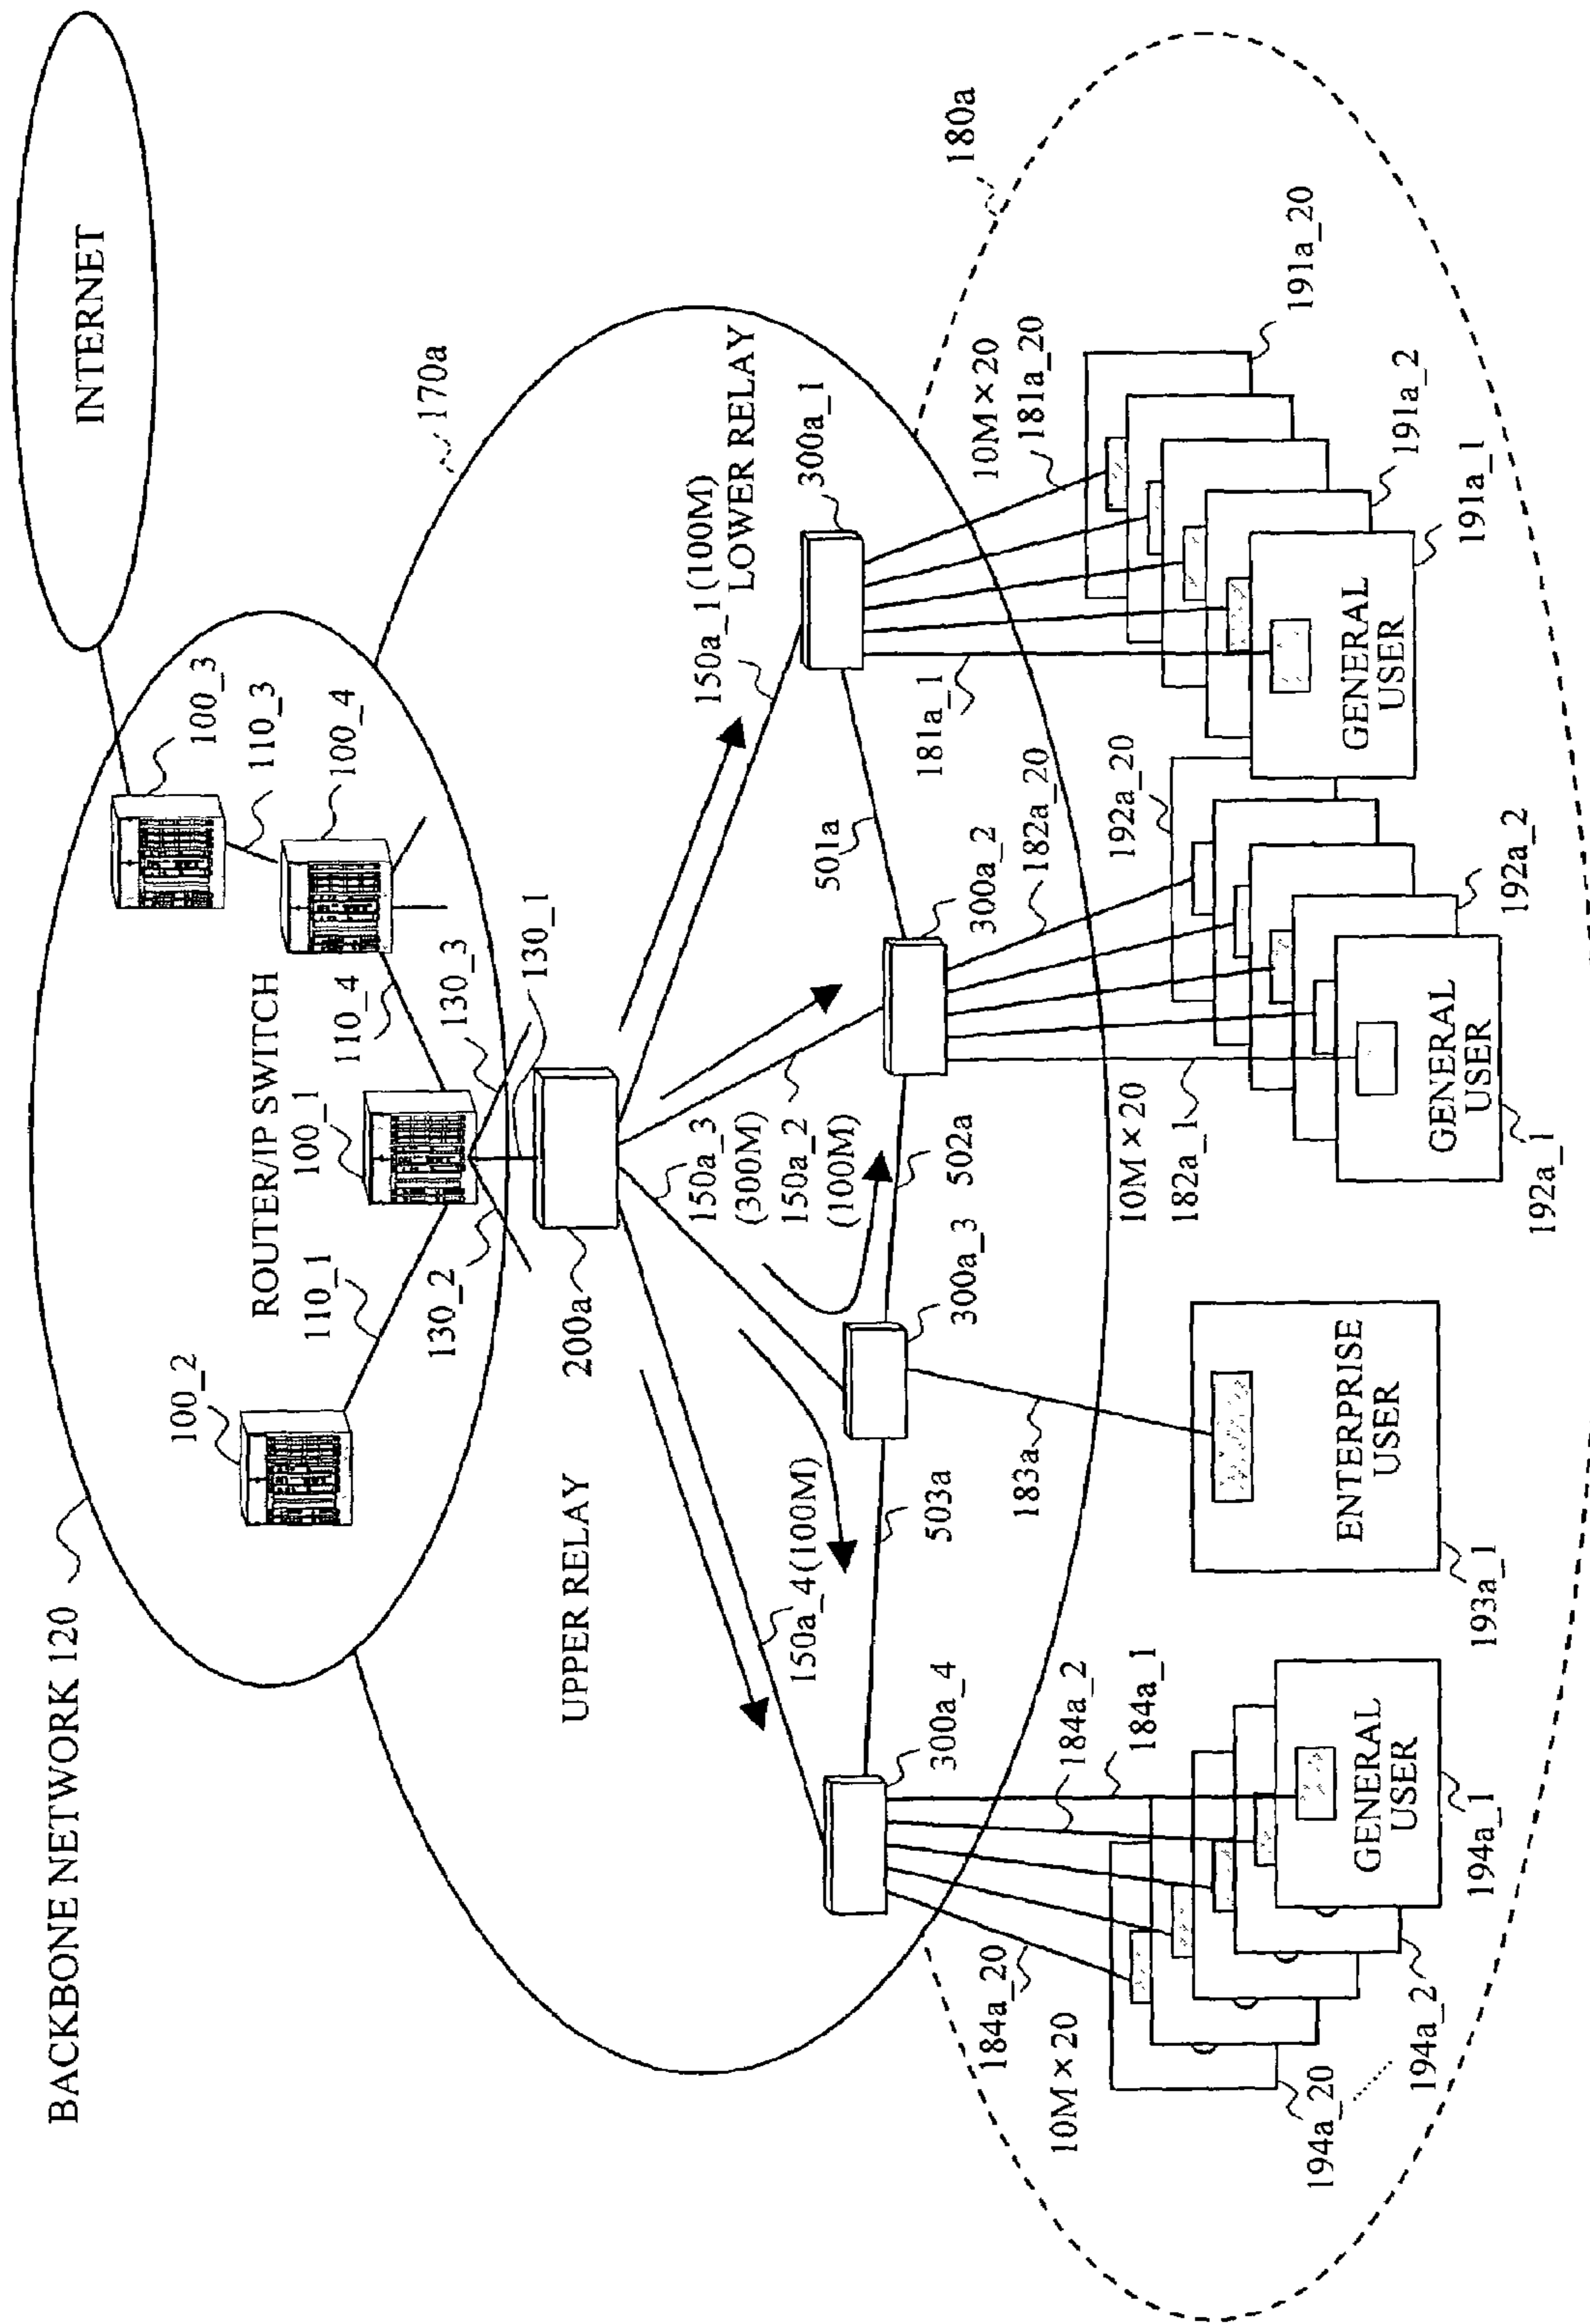 BACKBONE NETWORK 120
INTERNET
100_2
110_1
ROUTER/IP SWITCH
100_1
110_4
100_3
110_3
100_4
130_2
130_3
130_1
170a
UPPER RELAY
200a
150a_1(100M)
LOWER RELAY
300a_1
150a_3
(300M)
150a_2
(100M)
150a_4(100M)
501a
300a_2
502a
300a_3
503a
300a_4
180a
10M×20
181a_20
181a_1
191a_20
191a_2
191a_1
GENERAL
USER
182a_20
192a_20
10M×20
182a_1
192a_2
192a_1
GENERAL
USER
183a
ENTERPRISE
USER
193a_1
184a_2
184a_1
184a_20
10M×20
GENERAL
USER
194a_1
194a_2
194a_20